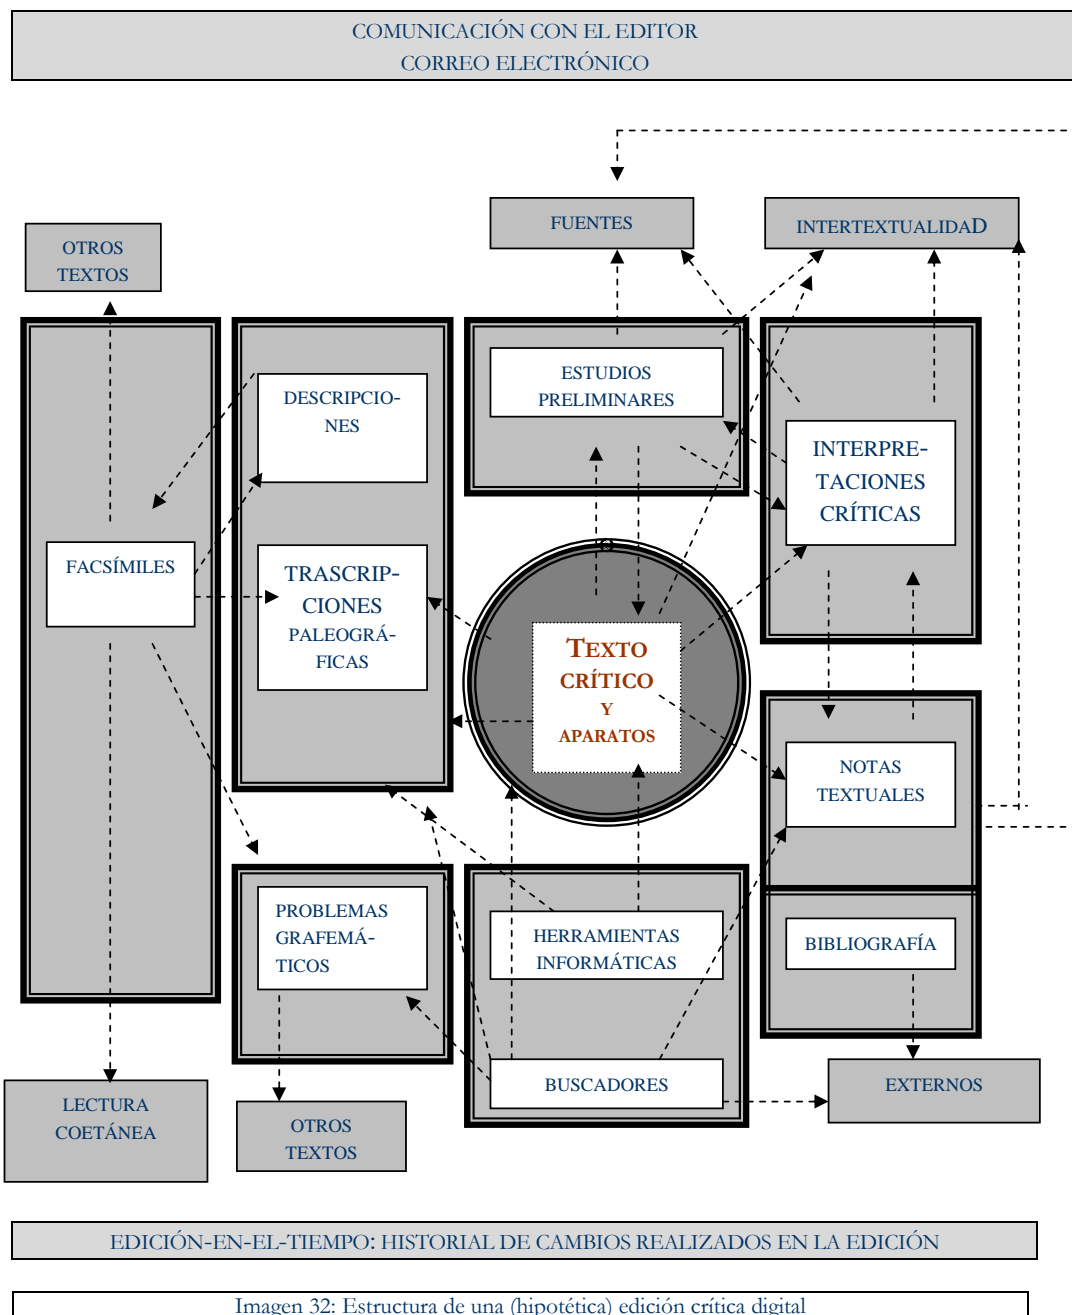 COMUNICACIÓN CON EL EDITOR
CORREO ELECTRÓNICO
FUENTES
INTERTEXTUALIDAD
OTROS
TEXTOS
ESTUDIOS
PRELIMINARES
DESCRIPCIO-
NES
INTERPRE-
TACIONES
CRÍTICAS
FACSÍMILES
TRASCRIP-
CIONES
PALEOGRÁ-
FICAS
TEXTO
CRÍTICO
Y
APARATOS
NOTAS
TEXTUALES
PROBLEMAS
GRAFEMÁ-
TICOS
HERRAMIENTAS
INFORMÁTICAS
BIBLIOGRAFÍA
BUSCADORES
EXTERNOS
LECTURA
COETÁNEA
OTROS
TEXTOS
EDICIÓN-EN-EL-TIEMPO: HISTORIAL DE CAMBIOS REALIZADOS EN LA EDICIÓN
Imagen 32: Estructura de una (hipotética) edición crítica digital